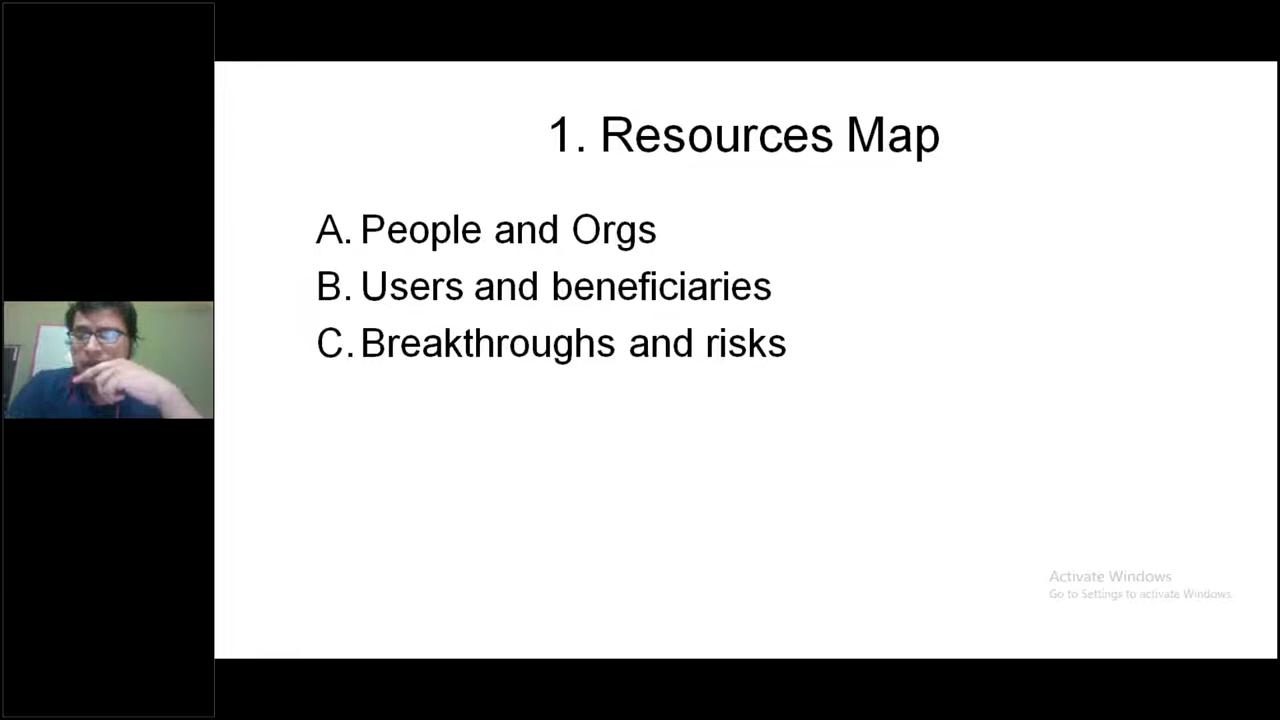 1. Resources Map
A. People and Orgs
B. Users and beneficiaries
C. Breakthroughs and risks
Activate Windows
Go to Settings to activate Windows.